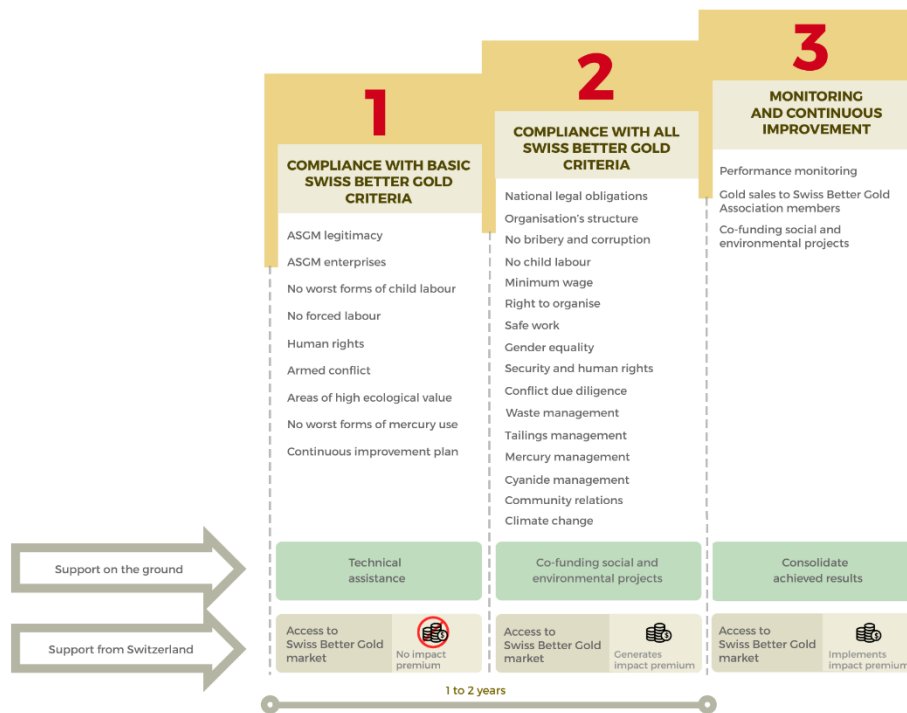 1
COMPLIANCE WITH BASIC
SWISS BETTER GOLD
CRITERIA
ASGM legitimacy
ASGM enterprises
No worst forms of child labour
No forced labour
Human rights
Armed conflict
Areas of high ecological value
No worst forms of mercury use
Continuous improvement plan
2
COMPLIANCE WITH ALL
SWISS BETTER GOLD
CRITERIA
National legal obligations
Organisation's structure
No bribery and corruption
No child labour
Minimum wage
Right to organise
Safe work
Gender equality
Security and human rights
Conflict due diligence
Waste management
Tailings management
Mercury management
Cyanide management
Community relations
Climate change
3
MONITORING
AND CONTINUOUS
IMPROVEMENT
Performance monitoring
Gold sales to Swiss Better Gold
Association members
Co-funding social and
environmental projects
Support on the ground
Technical
assistance
Co-funding social and
environmental projects
Consolidate
achieved results
Support from Switzerland
Access to
Swiss Better Gold
market
No impact
premium
Access to
Swiss Better Gold
market
Generates
impact premium
Access to
Swiss Better Gold
market
Implements
impact premium
1 to 2 years